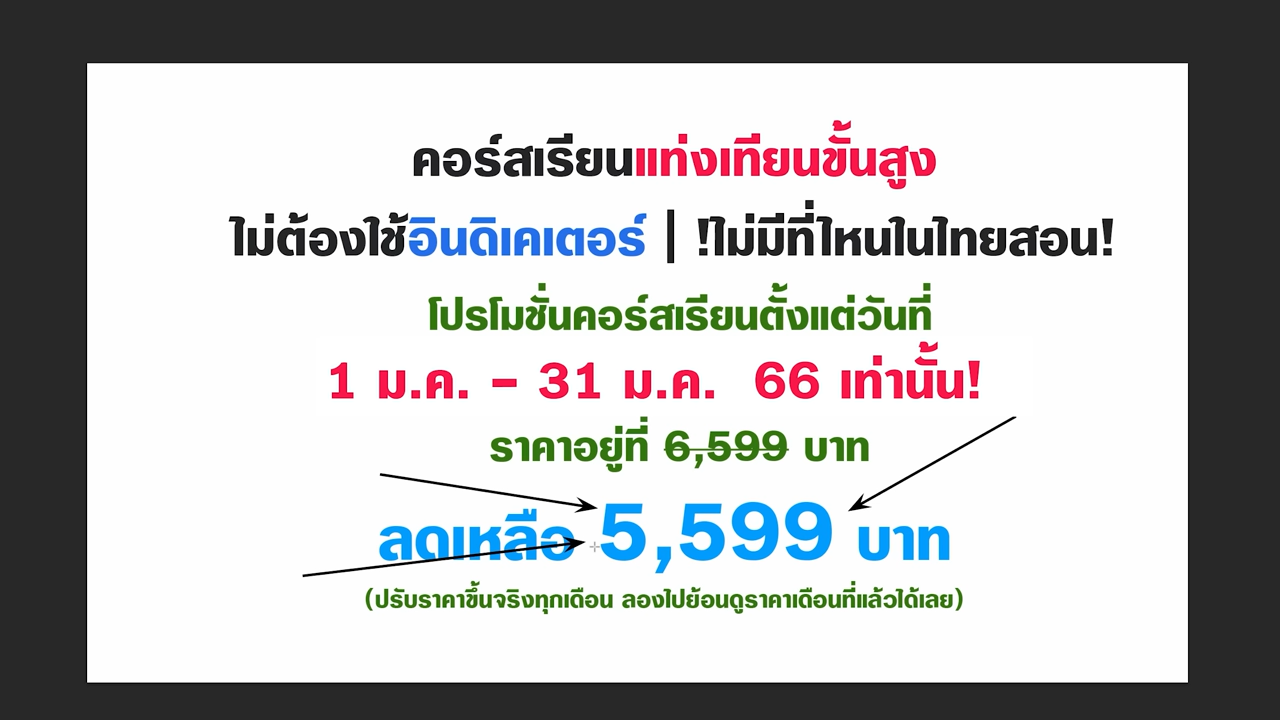 คอร์สเรียนแท่งเทียนขั้นสูง
ไม่ต้องใช้อินดิเคเตอร์ | !ไม่มีที่ไหนในไทยสอน!
โปรโมชั่นคอร์สเรียนตั้งแต่วันที่
1 ม.ค. – 31 ม.ค. 66 เท่านั้น!
ราคาอยู่ที่ 6,599 บาท
ลดเหลือ 5,599 บาท
(ปรับราคาขึ้นจริงทุกเดือน ลองไปย้อนดูราคาเดือนที่แล้วได้เลย)